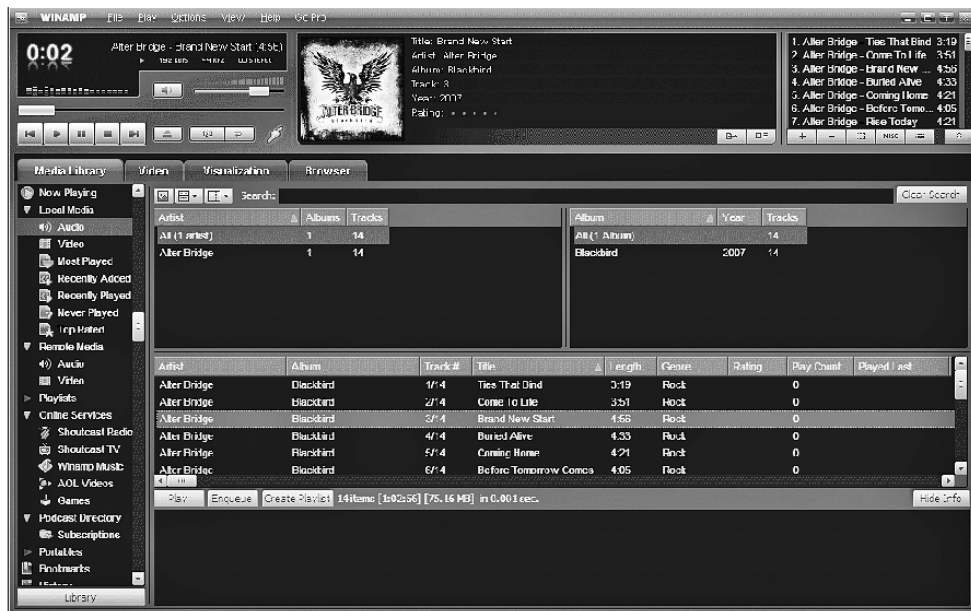 WINAMP File Play Options View Help Go Pro
0:02
Alter Bridge - Brand New Start (4:56)
ALTER BRIDGE
blackbird
Title: Brand New Start
Artist: Alter Bridge
Album: Blackbird
Track: 3
Year: 2007
Rating:
1. Alter Bridge - Ties That Bind 3:19
2. Alter Bridge - Come To Life 3:51
3. Alter Bridge - Brand New ... 4:56
4. Alter Bridge - Buried Alive 4:33
5. Alter Bridge - Coming Home 4:21
6. Alter Bridge - Before Tomo... 4:05
7. Alter Bridge - Rise Today 4:21
+ - MISC
Media Library Video Visualization Browser
Now Playing
Local Media
Audio
Video
Most Played
Recently Added
Recently Played
Never Played
Top Rated
Remote Media
Audio
Video
Playlists
Online Services
Shoutcast Radio
Shoutcast TV
Winamp Music
AOL Videos
Games
Podcast Directory
Subscriptions
Portables
Bookmarks
History
Library
Search: Clear Search
Artist Albums Tracks
All (1 artist) 1 14
Alter Bridge 1 14
Album Year Tracks
All (1 Album) 14
Blackbird 2007 14
Artist Album Track # Title Length Genre Rating Play Count Played Last
Alter Bridge Blackbird 1/14 Ties That Bind 3:19 Rock 0
Alter Bridge Blackbird 2/14 Come To Life 3:51 Rock 0
Alter Bridge Blackbird 3/14 Brand New Start 4:56 Rock 0
Alter Bridge Blackbird 4/14 Buried Alive 4:33 Rock 0
Alter Bridge Blackbird 5/14 Coming Home 4:21 Rock 0
Alter Bridge Blackbird 6/14 Before Tomorrow Comes 4:05 Rock 0
Play Enqueue Create Playlist 14 items [1:02:56] [75.16 MB] in 0.001 sec. Hide Info